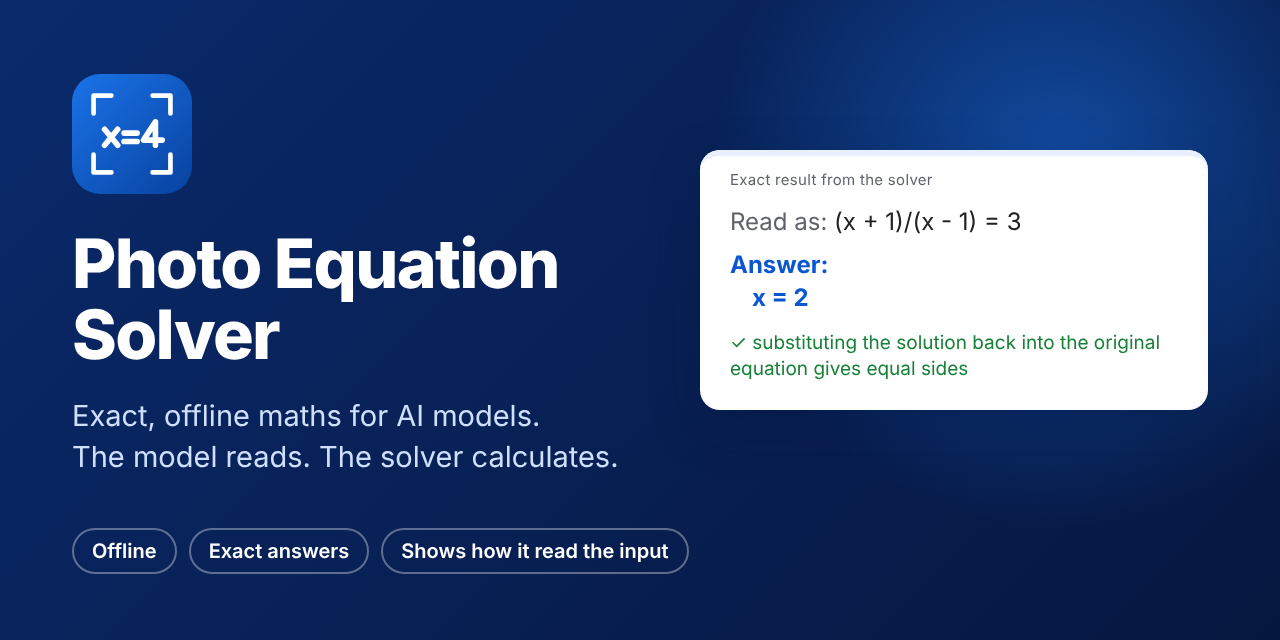 x=4
Photo Equation
Solver
Exact, offline maths for AI models.
The model reads. The solver calculates.
Offline
Exact answers
Shows how it read the input
Exact result from the solver
Read as: (x + 1)/(x - 1) = 3
Answer:
x = 2
✓ substituting the solution back into the original
equation gives equal sides